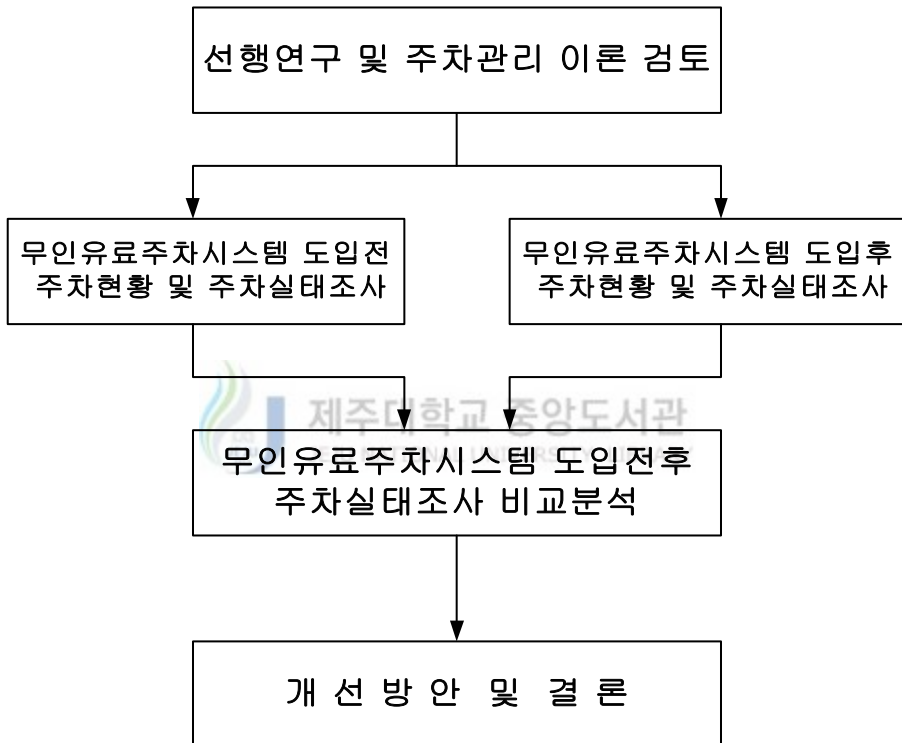 선행연구 및 주차관리 이론 검토
무인유료주차시스템 도입전
주차현황 및 주차실태조사
무인유료주차시스템 도입후
주차현황 및 주차실태조사
제주대학교 중앙도서관
무인유료주차시스템 도입전후
주차실태조사 비교분석
개 선 방 안 및 결 론